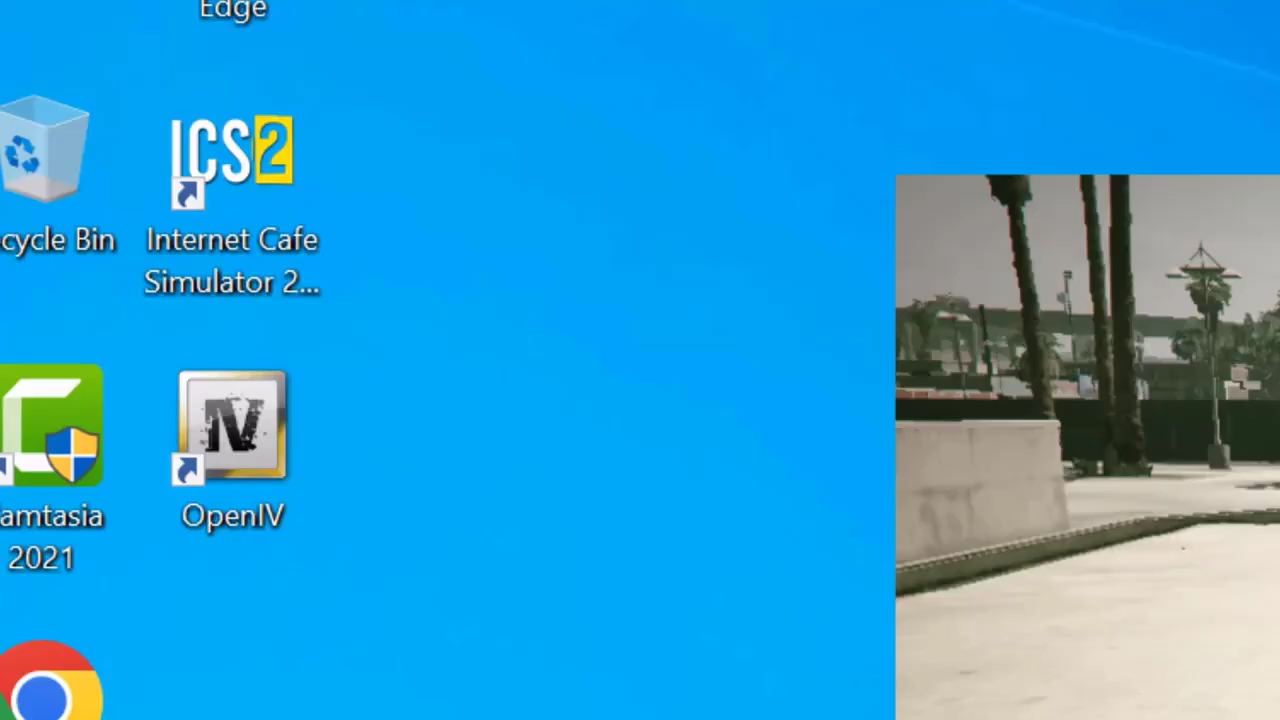 Edge
ICS2
cycle Bin
Internet Cafe
Simulator 2...
IV
amtasia
2021
OpenIV